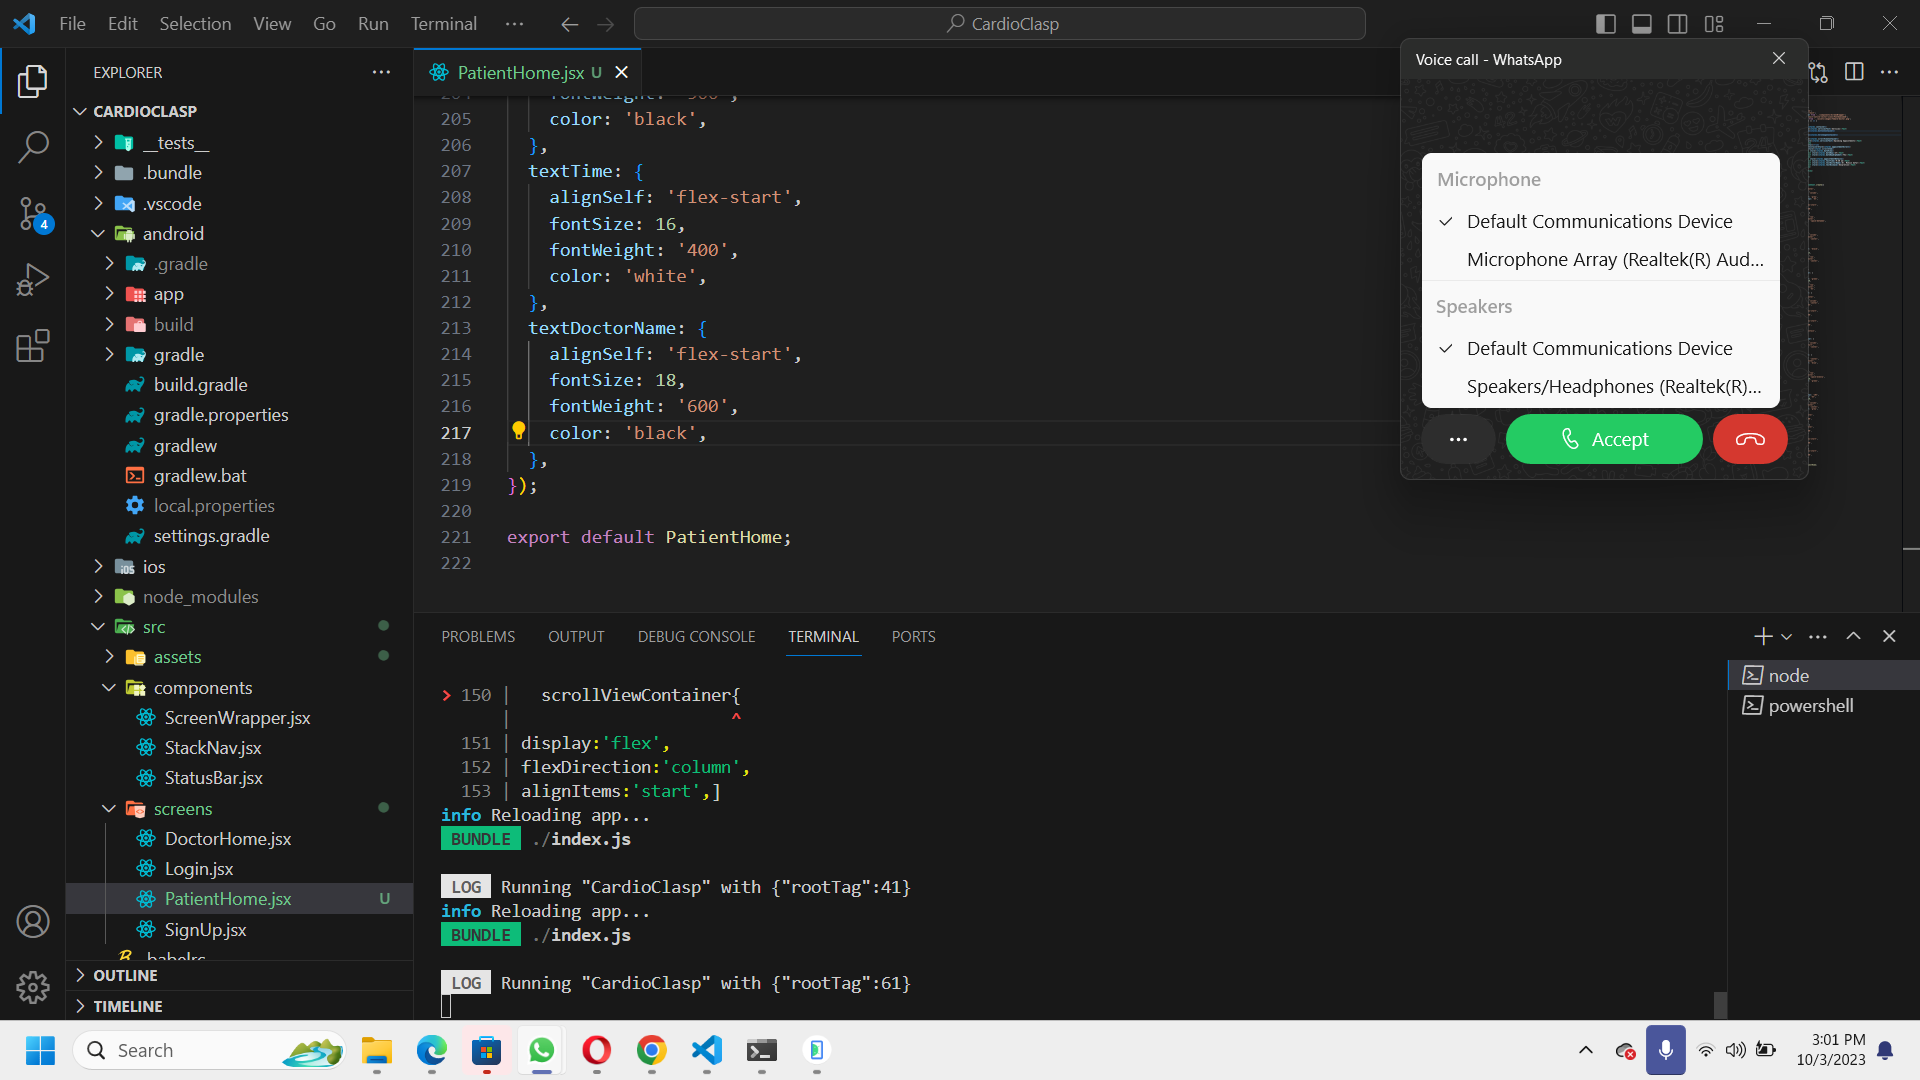 File Edit Selection View Go Run Terminal ···
CardioClasp
EXPLORER
CARDIOCLASP
__tests__
.bundle
.vscode
android
.gradle
app
build
gradle
build.gradle
gradle.properties
gradlew
gradlew.bat
local.properties
settings.gradle
ios
node_modules
src
assets
components
ScreenWrapper.jsx
StackNav.jsx
StatusBar.jsx
screens
DoctorHome.jsx
Login.jsx
PatientHome.jsx U
SignUp.jsx
.babelrc
OUTLINE
TIMELINE
4
PatientHome.jsx U
205 color: 'black',
206 },
207 textTime: {
208 alignSelf: 'flex-start',
209 fontSize: 16,
210 fontWeight: '400',
211 color: 'white',
212 },
213 textDoctorName: {
214 alignSelf: 'flex-start',
215 fontSize: 18,
216 fontWeight: '600',
217 color: 'black',
218 },
219 });
220
221 export default PatientHome;
222
Voice call - WhatsApp
Microphone
Default Communications Device
Microphone Array (Realtek(R) Aud...
Speakers
Default Communications Device
Speakers/Headphones (Realtek(R)...
Accept
PROBLEMS OUTPUT DEBUG CONSOLE TERMINAL PORTS
> 150 | scrollViewContainer{
| ^
151 | display:'flex',
152 | flexDirection:'column',
153 | alignItems:'start',]
info Reloading app...
BUNDLE ./index.js
LOG Running "CardioClasp" with {"rootTag":41}
info Reloading app...
BUNDLE ./index.js
LOG Running "CardioClasp" with {"rootTag":61}
node
powershell
Search
3:01 PM
10/3/2023